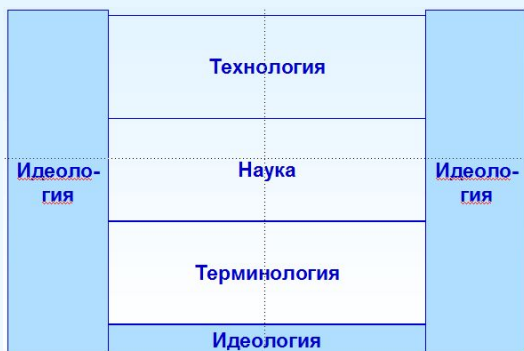 Технология
Идеоло-
гия
Наука
Идеоло-
гия
Терминология
Идеология